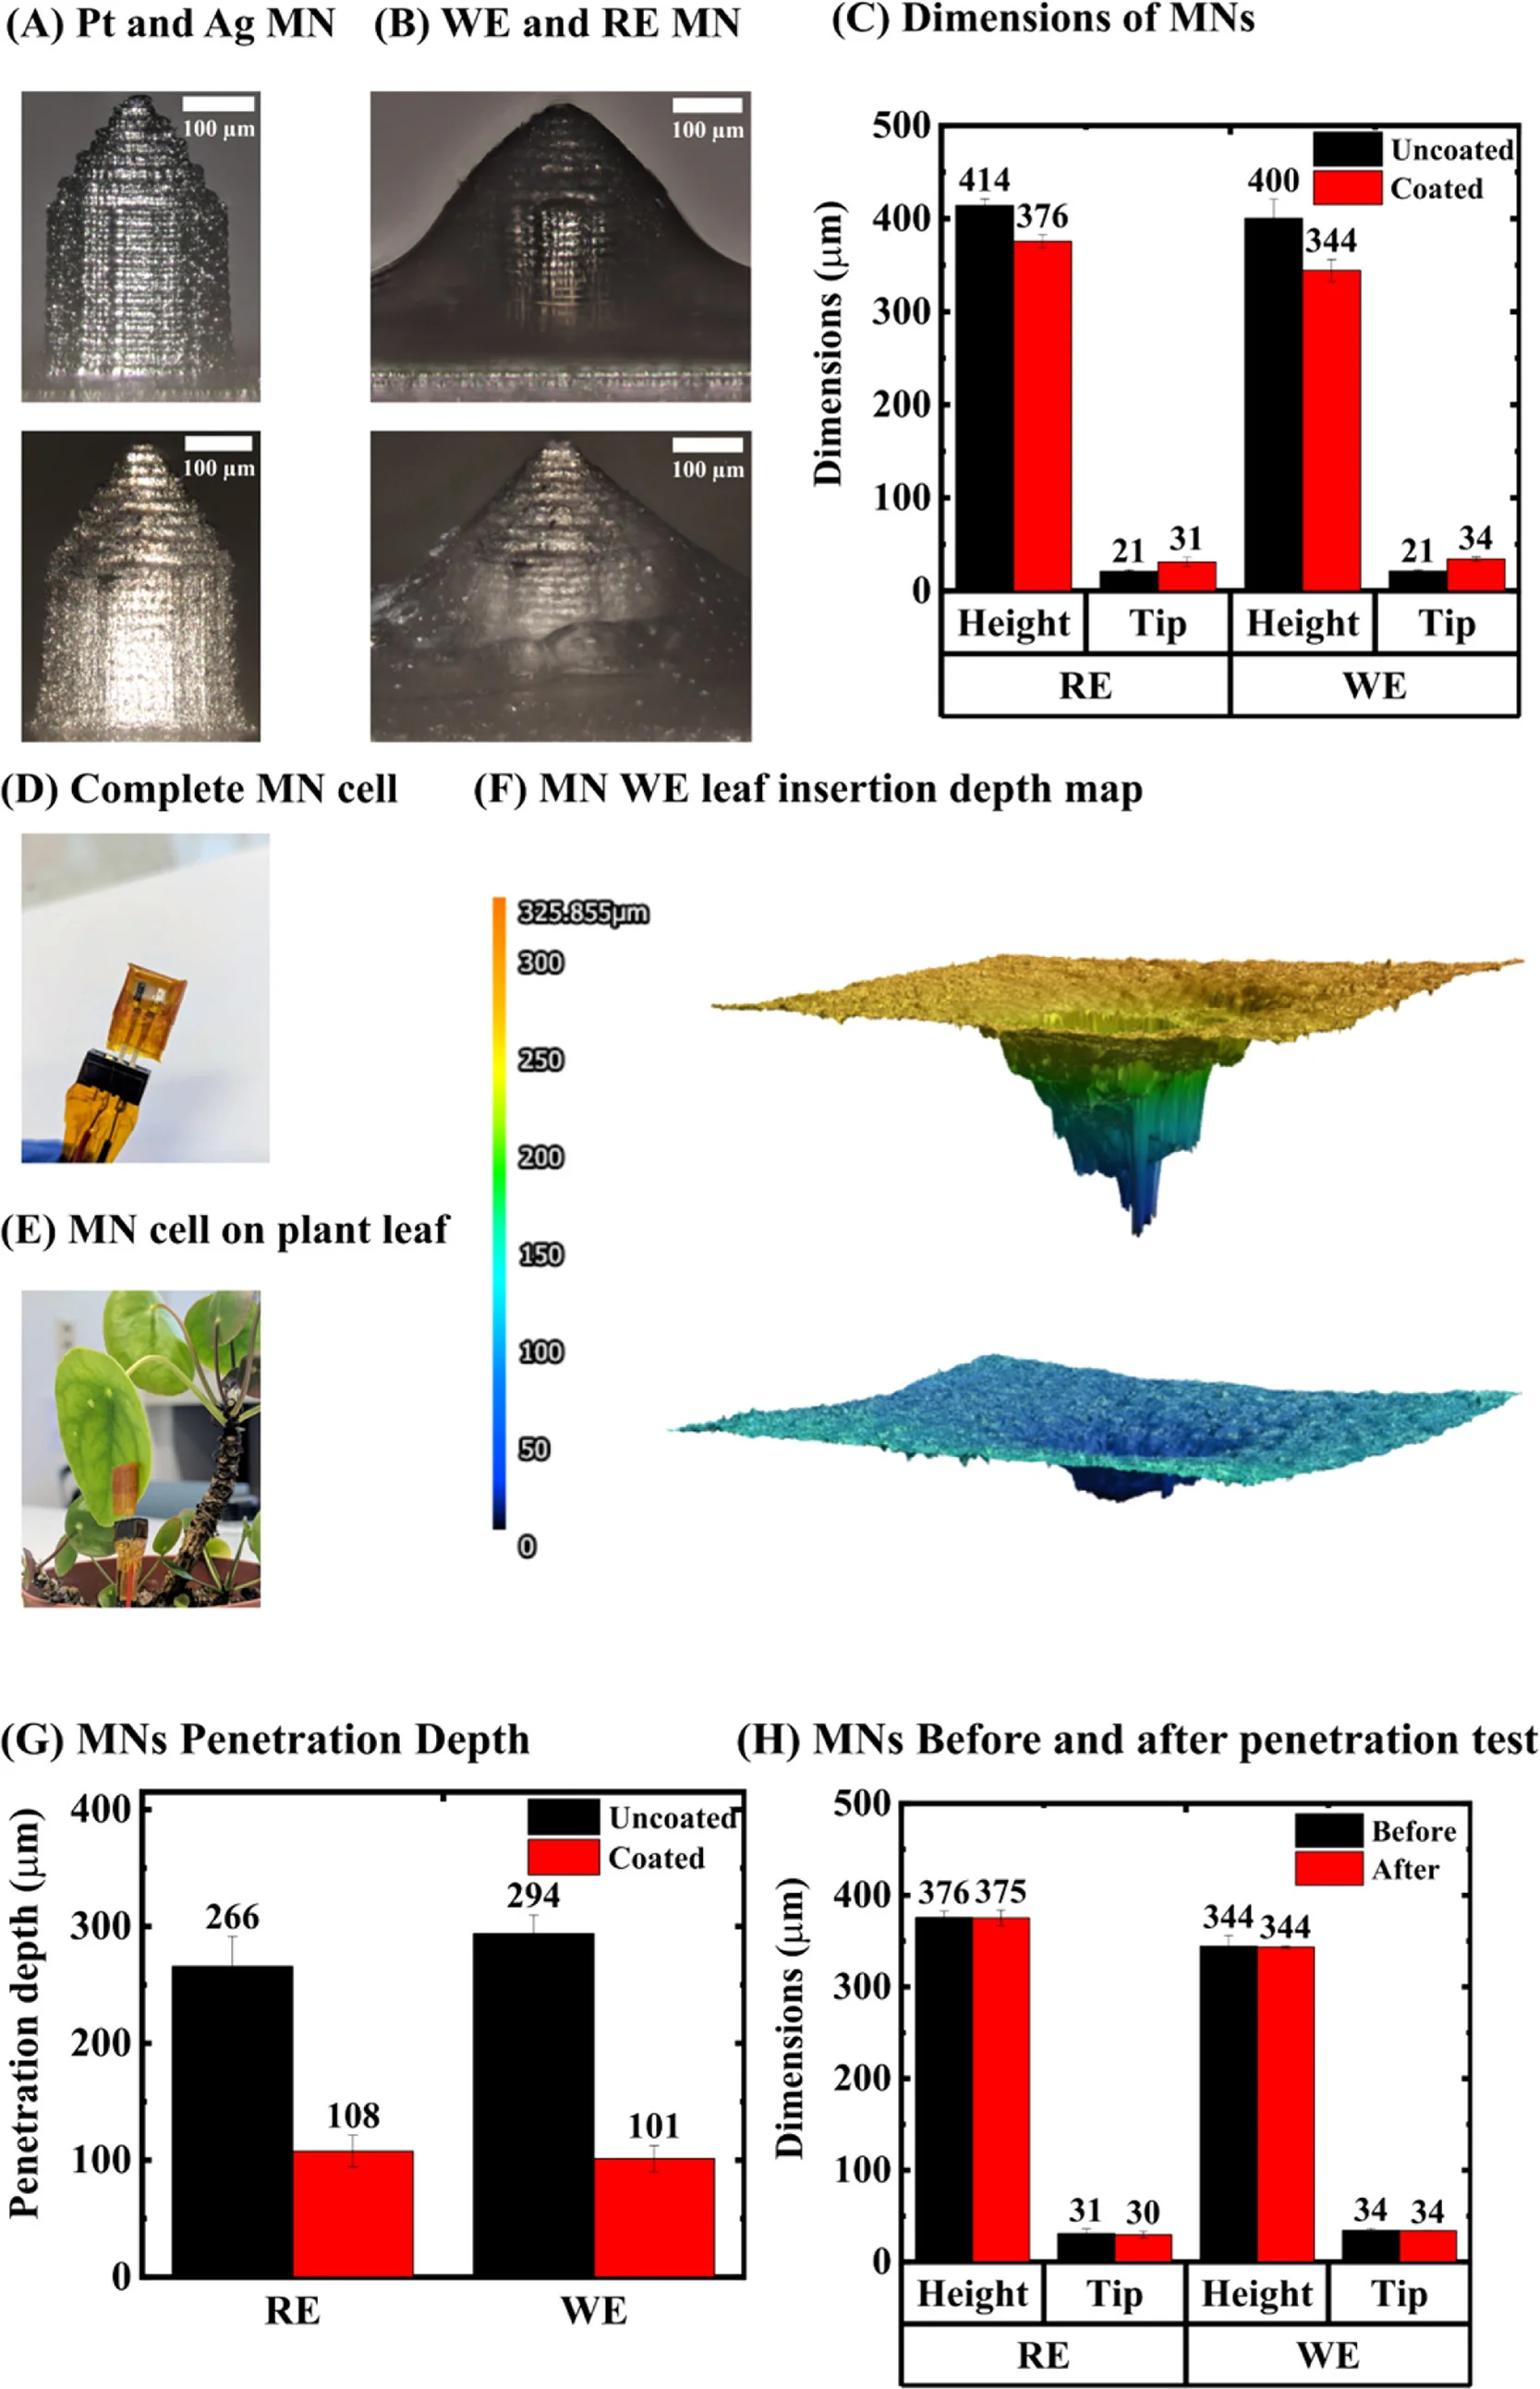 (A) Pt and Ag MN
(B) WE and RE MN
(C) Dimensions of MNs
100 µm
100 µm
100 µm
100 µm
Dimensions (µm)
500
400
300
200
100
0
Uncoated
Coated
414
376
21
31
400
344
21
34
Height
Tip
Height
Tip
RE
WE
(D) Complete MN cell
(F) MN WE leaf insertion depth map
325.855µm
300
250
200
150
100
50
0
(E) MN cell on plant leaf
(G) MNs Penetration Depth
Penetration depth (µm)
400
300
200
100
0
Uncoated
Coated
266
108
294
101
RE
WE
(H) MNs Before and after penetration test
Dimensions (µm)
500
400
300
200
100
0
Before
After
376
375
31
30
344
344
34
34
Height
Tip
Height
Tip
RE
WE